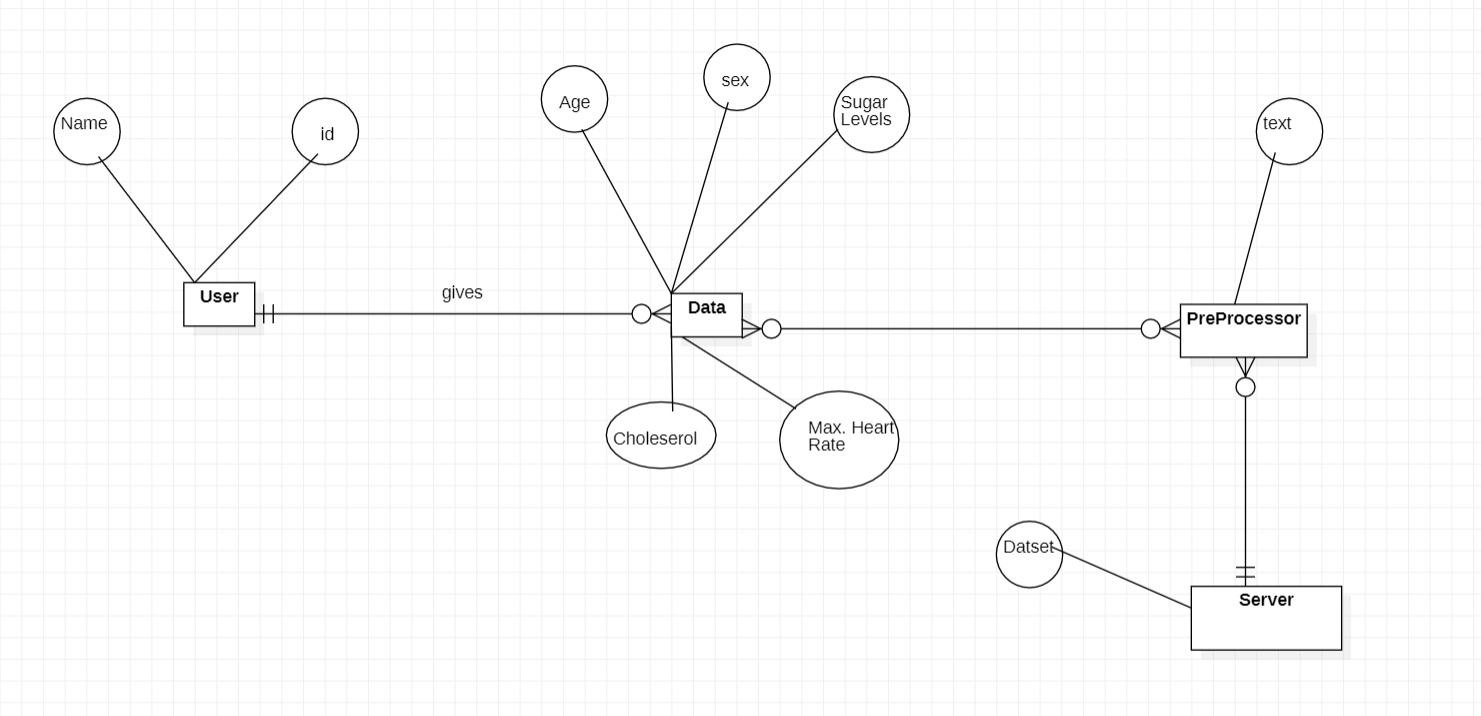 Name
id
Age
sex
Sugar
Levels
text
User
gives
Data
PreProcessor
Choleserol
Max. Heart
Rate
Datset
Server